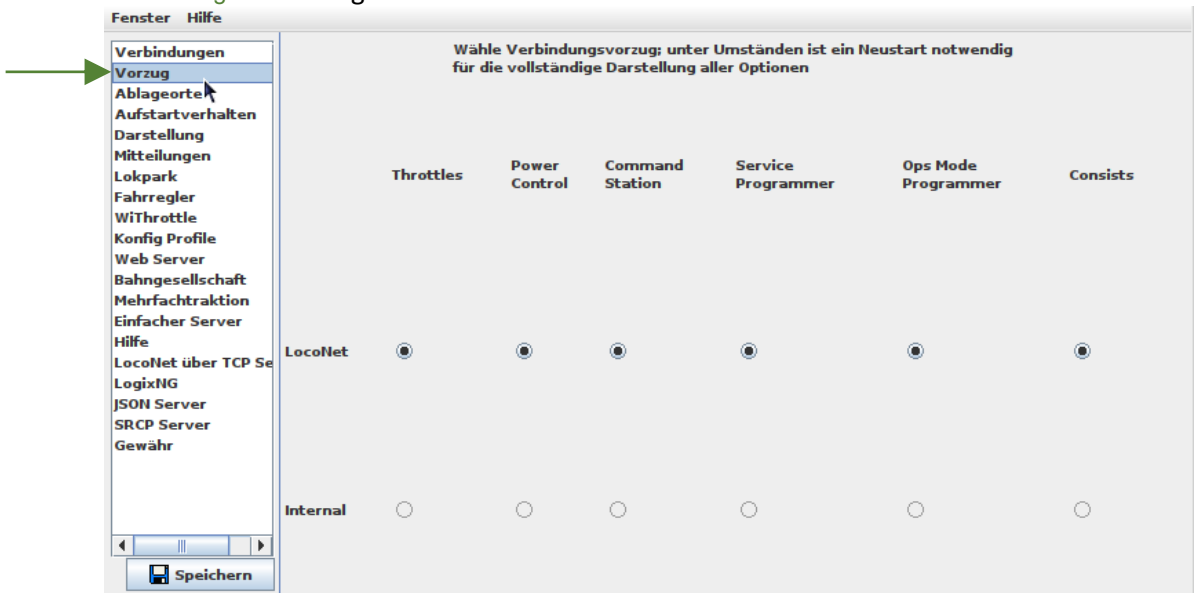 Fenster Hilfe
Verbindungen
Vorzug
Ablageorte
Aufstartverhalten
Darstellung
Mitteilungen
Lokpark
Fahrregler
WiThrottle
Konfig Profile
Web Server
Bahngesellschaft
Mehrfachtraktion
Einfacher Server
Hilfe
LocoNet über TCP Se
LogixNG
JSON Server
SRCP Server
Gewähr
Speichern
Wähle Verbindungsvorzug; unter Umständen ist ein Neustart notwendig
für die vollständige Darstellung aller Optionen
Throttles
Power
Control
Command
Station
Service
Programmer
Ops Mode
Programmer
Consists
LocoNet
Internal